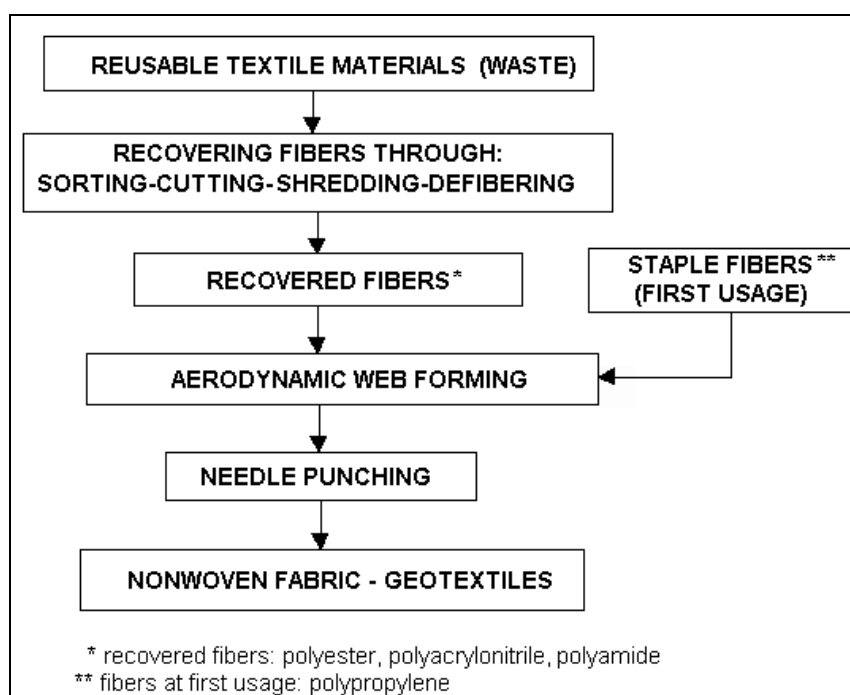 REUSABLE TEXTILE MATERIALS (WASTE)
RECOVERING FIBERS THROUGH:
SORTING-CUTTING-SHREDDING-DEFIBERING
RECOVERED FIBERS*
STAPLE FIBERS**
(FIRST USAGE)
AERODYNAMIC WEB FORMING
NEEDLE PUNCHING
NONWOVEN FABRIC - GEOTEXTILES
* recovered fibers: polyester, polyacrylonitrile, polyamide
** fibers at first usage: polypropylene